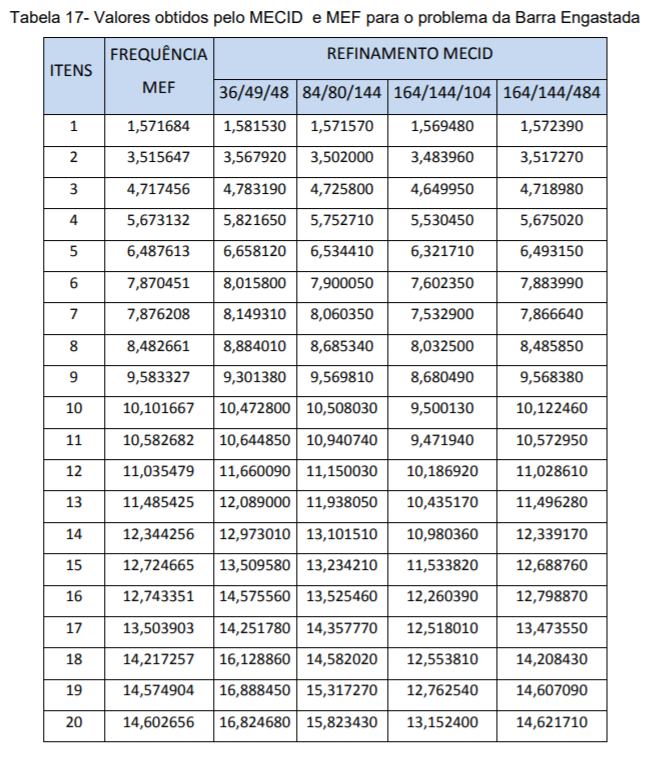 Tabela 17- Valores obtidos pelo MECID e MEF para o problema da Barra Engastada
ITENS FREQUÊNCIA MEF REFINAMENTO MECID
36/49/48 84/80/144 164/144/104 164/144/484
1 1,571684 1,581530 1,571570 1,569480 1,572390
2 3,515647 3,567920 3,502000 3,483960 3,517270
3 4,717456 4,783190 4,725800 4,649950 4,718980
4 5,673132 5,821650 5,752710 5,530450 5,675020
5 6,487613 6,658120 6,534410 6,321710 6,493150
6 7,870451 8,015800 7,900050 7,602350 7,883990
7 7,876208 8,149310 8,060350 7,532900 7,866640
8 8,482661 8,884010 8,685340 8,032500 8,485850
9 9,583327 9,301380 9,569810 8,680490 9,568380
10 10,101667 10,472800 10,508030 9,500130 10,122460
11 10,582682 10,644850 10,940740 9,471940 10,572950
12 11,035479 11,660090 11,150030 10,186920 11,028610
13 11,485425 12,089000 11,938050 10,435170 11,496280
14 12,344256 12,973010 13,101510 10,980360 12,339170
15 12,724665 13,509580 13,234210 11,533820 12,688760
16 12,743351 14,575560 13,525460 12,260390 12,798870
17 13,503903 14,251780 14,357770 12,518010 13,473550
18 14,217257 16,128860 14,582020 12,553810 14,208430
19 14,574904 16,888450 15,317270 12,762540 14,607090
20 14,602656 16,824680 15,823430 13,152400 14,621710